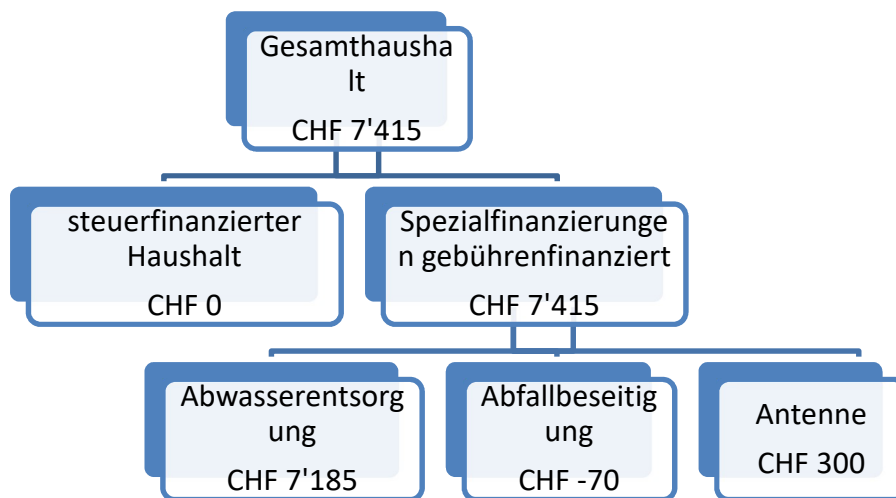 Gesamthausha
lt
CHF 7'415
steuerfinanzierter
Haushalt
CHF 0
Spezialfinanzierunge
n gebührenfinanziert
CHF 7'415
Abwasserentsorg
ung
CHF 7'185
Abfallbeseitig
ung
CHF -70
Antenne
CHF 300